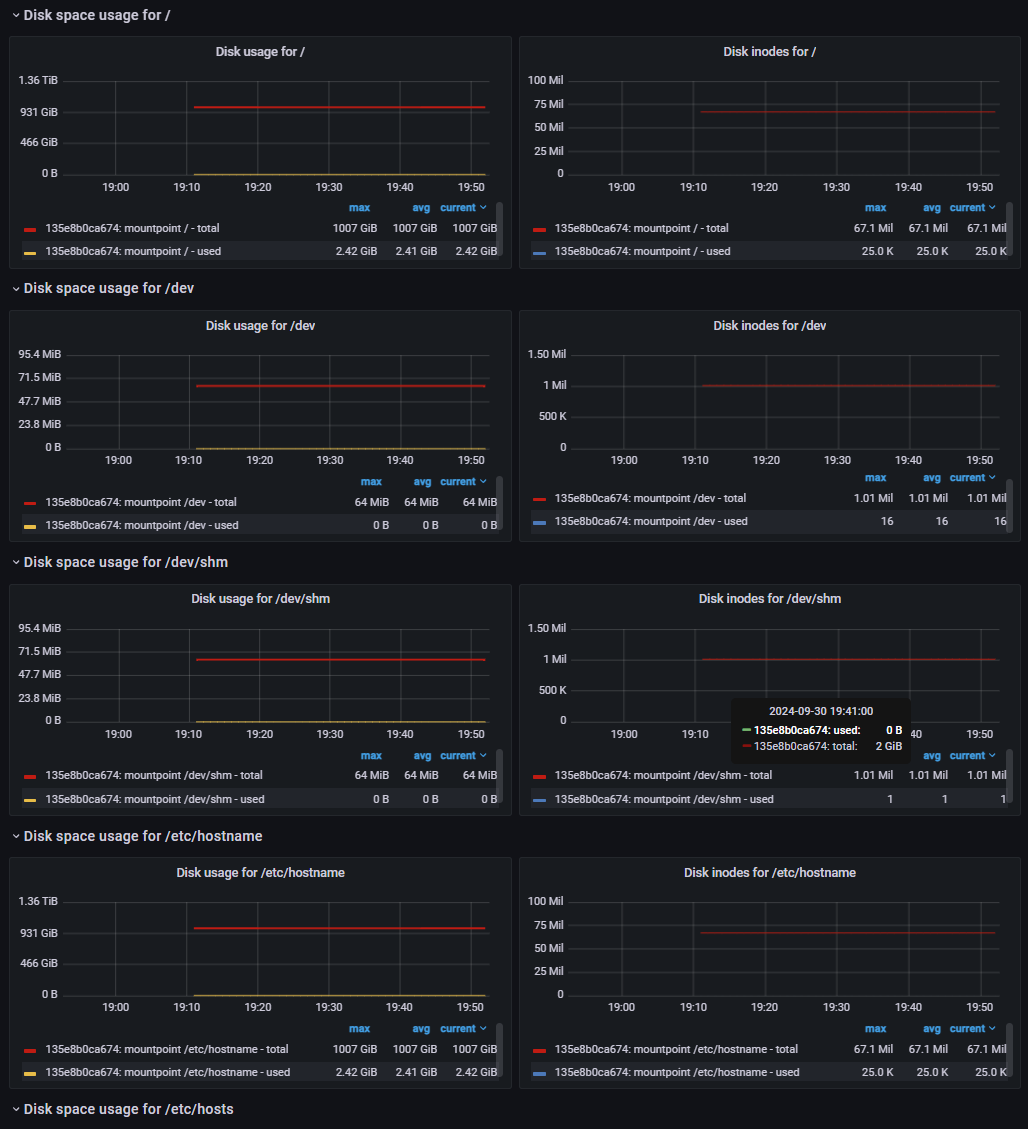 Disk space usage for /
Disk usage for /
1.36 TiB
931 GiB
466 GiB
0 B
19:00 19:10 19:20 19:30 19:40 19:50
max avg current
135e8b0ca674: mountpoint / - total 1007 GiB 1007 GiB 1007 GiB
135e8b0ca674: mountpoint / - used 2.42 GiB 2.41 GiB 2.42 GiB
Disk inodes for /
100 Mil
75 Mil
50 Mil
25 Mil
0
19:00 19:10 19:20 19:30 19:40 19:50
max avg current
135e8b0ca674: mountpoint / - total 67.1 Mil 67.1 Mil 67.1 Mil
135e8b0ca674: mountpoint / - used 25.0 K 25.0 K 25.0 K
Disk space usage for /dev
Disk usage for /dev
95.4 MiB
71.5 MiB
47.7 MiB
23.8 MiB
0 B
19:00 19:10 19:20 19:30 19:40 19:50
max avg current
135e8b0ca674: mountpoint /dev - total 64 MiB 64 MiB 64 MiB
135e8b0ca674: mountpoint /dev - used 0 B 0 B 0 B
Disk inodes for /dev
1.50 Mil
1 Mil
500 K
0
19:00 19:10 19:20 19:30 19:40 19:50
max avg current
135e8b0ca674: mountpoint /dev - total 1.01 Mil 1.01 Mil 1.01 Mil
135e8b0ca674: mountpoint /dev - used 16 16 16
Disk space usage for /dev/shm
Disk usage for /dev/shm
95.4 MiB
71.5 MiB
47.7 MiB
23.8 MiB
0 B
19:00 19:10 19:20 19:30 19:40 19:50
max avg current
135e8b0ca674: mountpoint /dev/shm - total 64 MiB 64 MiB 64 MiB
135e8b0ca674: mountpoint /dev/shm - used 0 B 0 B 0 B
Disk inodes for /dev/shm
1.50 Mil
1 Mil
500 K
0
19:00 19:10 :40 19:50
2024-09-30 19:41:00
135e8b0ca674: used: 0 B
135e8b0ca674: total: 2 GiB
avg current
135e8b0ca674: mountpoint /dev/shm - total 1.01 Mil 1.01 Mil 1.01 Mil
135e8b0ca674: mountpoint /dev/shm - used 1 1 1
Disk space usage for /etc/hostname
Disk usage for /etc/hostname
1.36 TiB
931 GiB
466 GiB
0 B
19:00 19:10 19:20 19:30 19:40 19:50
max avg current
135e8b0ca674: mountpoint /etc/hostname - total 1007 GiB 1007 GiB 1007 GiB
135e8b0ca674: mountpoint /etc/hostname - used 2.42 GiB 2.41 GiB 2.42 GiB
Disk inodes for /etc/hostname
100 Mil
75 Mil
50 Mil
25 Mil
0
19:00 19:10 19:20 19:30 19:40 19:50
max avg current
135e8b0ca674: mountpoint /etc/hostname - total 67.1 Mil 67.1 Mil 67.1 Mil
135e8b0ca674: mountpoint /etc/hostname - used 25.0 K 25.0 K 25.0 K
Disk space usage for /etc/hosts